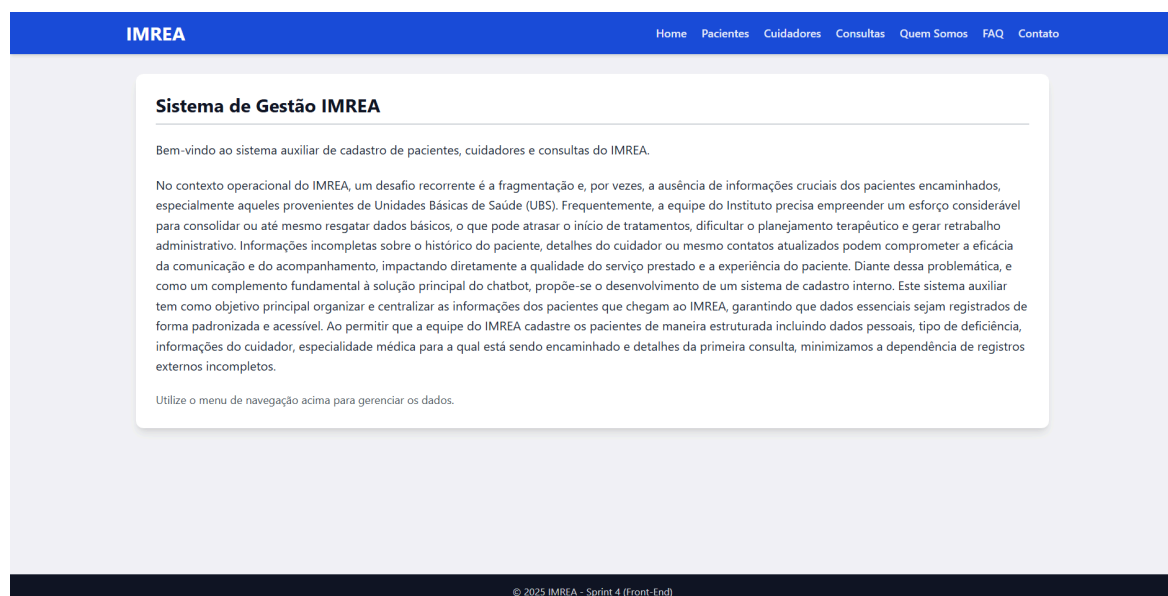 IMREA
Home Pacientes Cuidadores Consultas Quem Somos FAQ Contato
Sistema de Gestão IMREA
Bem-vindo ao sistema auxiliar de cadastro de pacientes, cuidadores e consultas do IMREA.
No contexto operacional do IMREA, um desafio recorrente é a fragmentação e, por vezes, a ausência de informações cruciais dos pacientes encaminhados,
especialmente aqueles provenientes de Unidades Básicas de Saúde (UBS). Frequentemente, a equipe do Instituto precisa empreender um esforço considerável
para consolidar ou até mesmo resgatar dados básicos, o que pode atrasar o início de tratamentos, dificultar o planejamento terapêutico e gerar retrabalho
administrativo. Informações incompletas sobre o histórico do paciente, detalhes do cuidador ou mesmo contatos atualizados podem comprometer a eficácia
da comunicação e do acompanhamento, impactando diretamente a qualidade do serviço prestado e a experiência do paciente. Diante dessa problemática, e
como um complemento fundamental à solução principal do chatbot, propõe-se o desenvolvimento de um sistema de cadastro interno. Este sistema auxiliar
tem como objetivo principal organizar e centralizar as informações dos pacientes que chegam ao IMREA, garantindo que dados essenciais sejam registrados de
forma padronizada e acessível. Ao permitir que a equipe do IMREA cadastre os pacientes de maneira estruturada incluindo dados pessoais, tipo de deficiência,
informações do cuidador, especialidade médica para a qual está sendo encaminhado e detalhes da primeira consulta, minimizamos a dependência de registros
externos incompletos.
Utilize o menu de navegação acima para gerenciar os dados.
© 2025 IMREA - Sprint 4 (Front-End)